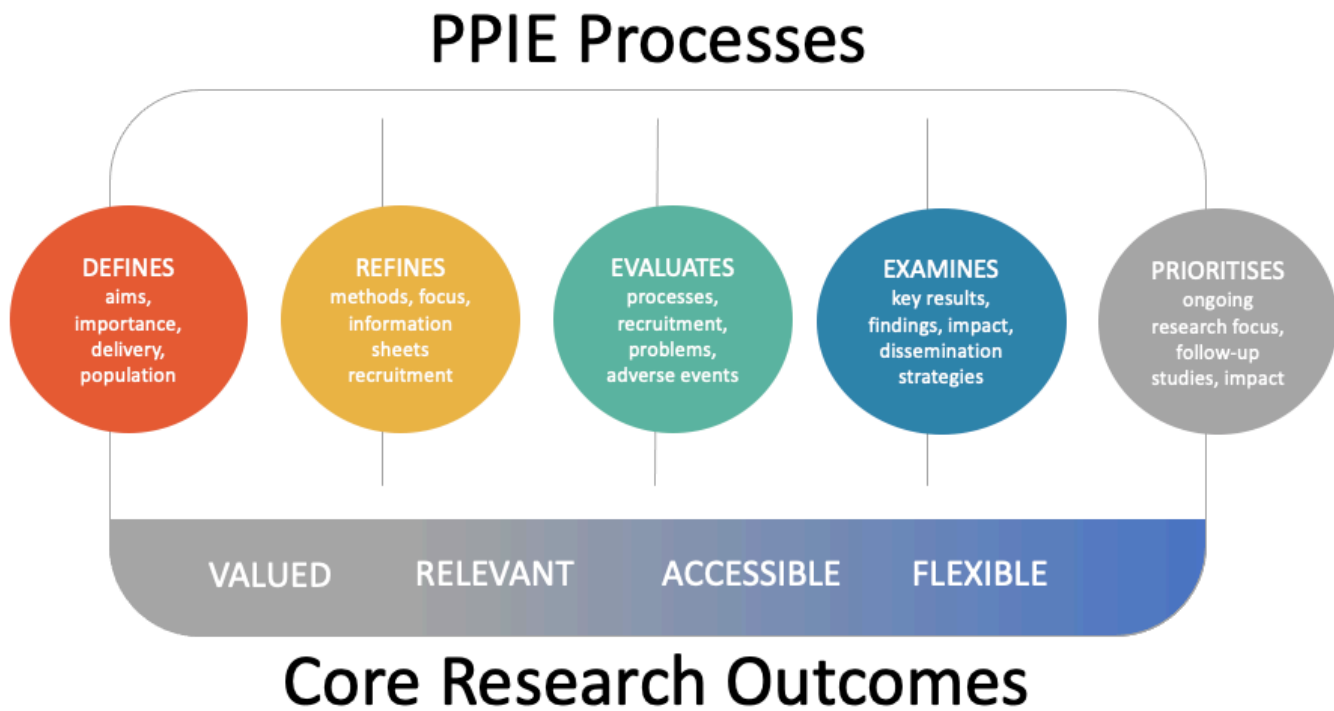 PPIE Processes
DEFINES
aims,
importance,
delivery,
population
REFINES
methods, focus,
information
sheets
recruitment
EVALUATES
processes,
recruitment,
problems,
adverse events
EXAMINES
key results,
findings, impact,
dissemination
strategies
PRIORITISES
ongoing
research focus,
follow-up
studies, impact
VALUED RELEVANT ACCESSIBLE FLEXIBLE
Core Research Outcomes